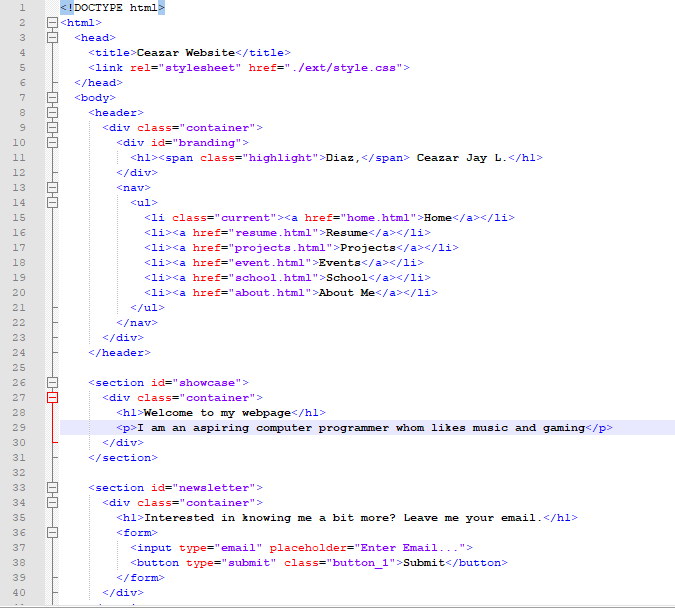 1 <!DOCTYPE html>
2 <html>
3 <head>
4 <title>Ceazar Website</title>
5 <link rel="stylesheet" href="./ext/style.css">
6 </head>
7 <body>
8 <header>
9 <div class="container">
10 <div id="branding">
11 <h1><span class="highlight">Diaz,</span> Ceazar Jay L.</h1>
12 </div>
13 <nav>
14 <ul>
15 <li class="current"><a href="home.html">Home</a></li>
16 <li><a href="resume.html">Resume</a></li>
17 <li><a href="projects.html">Projects</a></li>
18 <li><a href="event.html">Events</a></li>
19 <li><a href="school.html">School</a></li>
20 <li><a href="about.html">About Me</a></li>
21 </ul>
22 </nav>
23 </div>
24 </header>
25
26 <section id="showcase">
27 <div class="container">
28 <h1>Welcome to my webpage</h1>
29 <p>I am an aspiring computer programmer whom likes music and gaming</p>
30 </div>
31 </section>
32
33 <section id="newsletter">
34 <div class="container">
35 <h1>Interested in knowing me a bit more? Leave me your email.</h1>
36 <form>
37 <input type="email" placeholder="Enter Email...">
38 <button type="submit" class="button_1">Submit</button>
39 </form>
40 </div>